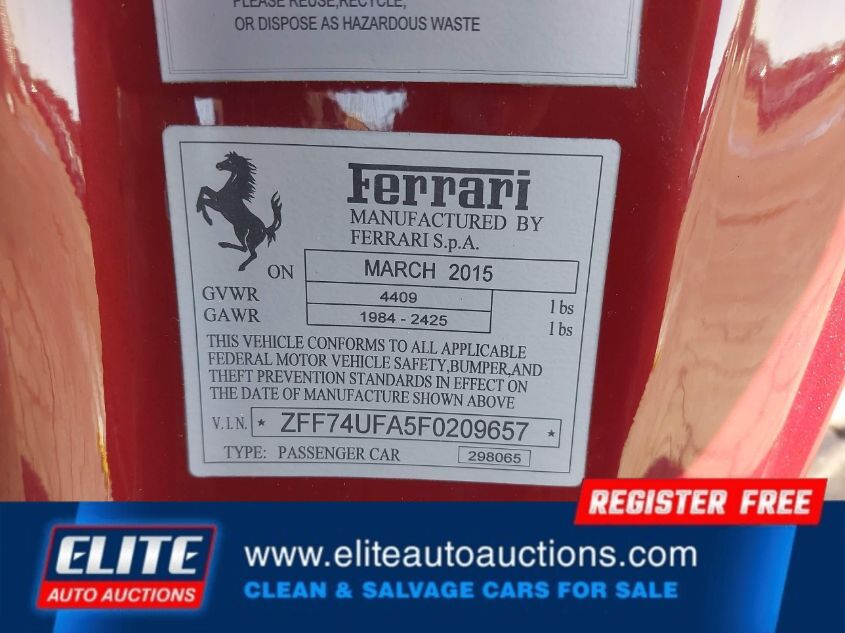 PLEASE REUSE,RECYCLE,
OR DISPOSE AS HAZARDOUS WASTE
Ferrari
MANUFACTURED BY
FERRARI S.p.A.
ON MARCH 2015
GVWR 4409 lbs
GAWR 1984 - 2425 lbs
THIS VEHICLE CONFORMS TO ALL APPLICABLE
FEDERAL MOTOR VEHICLE SAFETY,BUMPER,AND
THEFT PREVENTION STANDARDS IN EFFECT ON
THE DATE OF MANUFACTURE SHOWN ABOVE
V.I.N. * ZFF74UFA5F0209657 *
TYPE: PASSENGER CAR 298065
REGISTER FREE
ELITE
AUTO AUCTIONS
www.eliteautoauctions.com
CLEAN & SALVAGE CARS FOR SALE